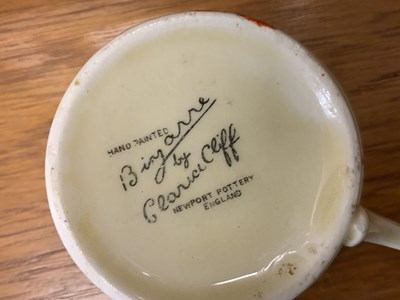 HAND PAINTED
Bizarre
by
Clarice Cliff
NEWPORT POTTERY
ENGLAND